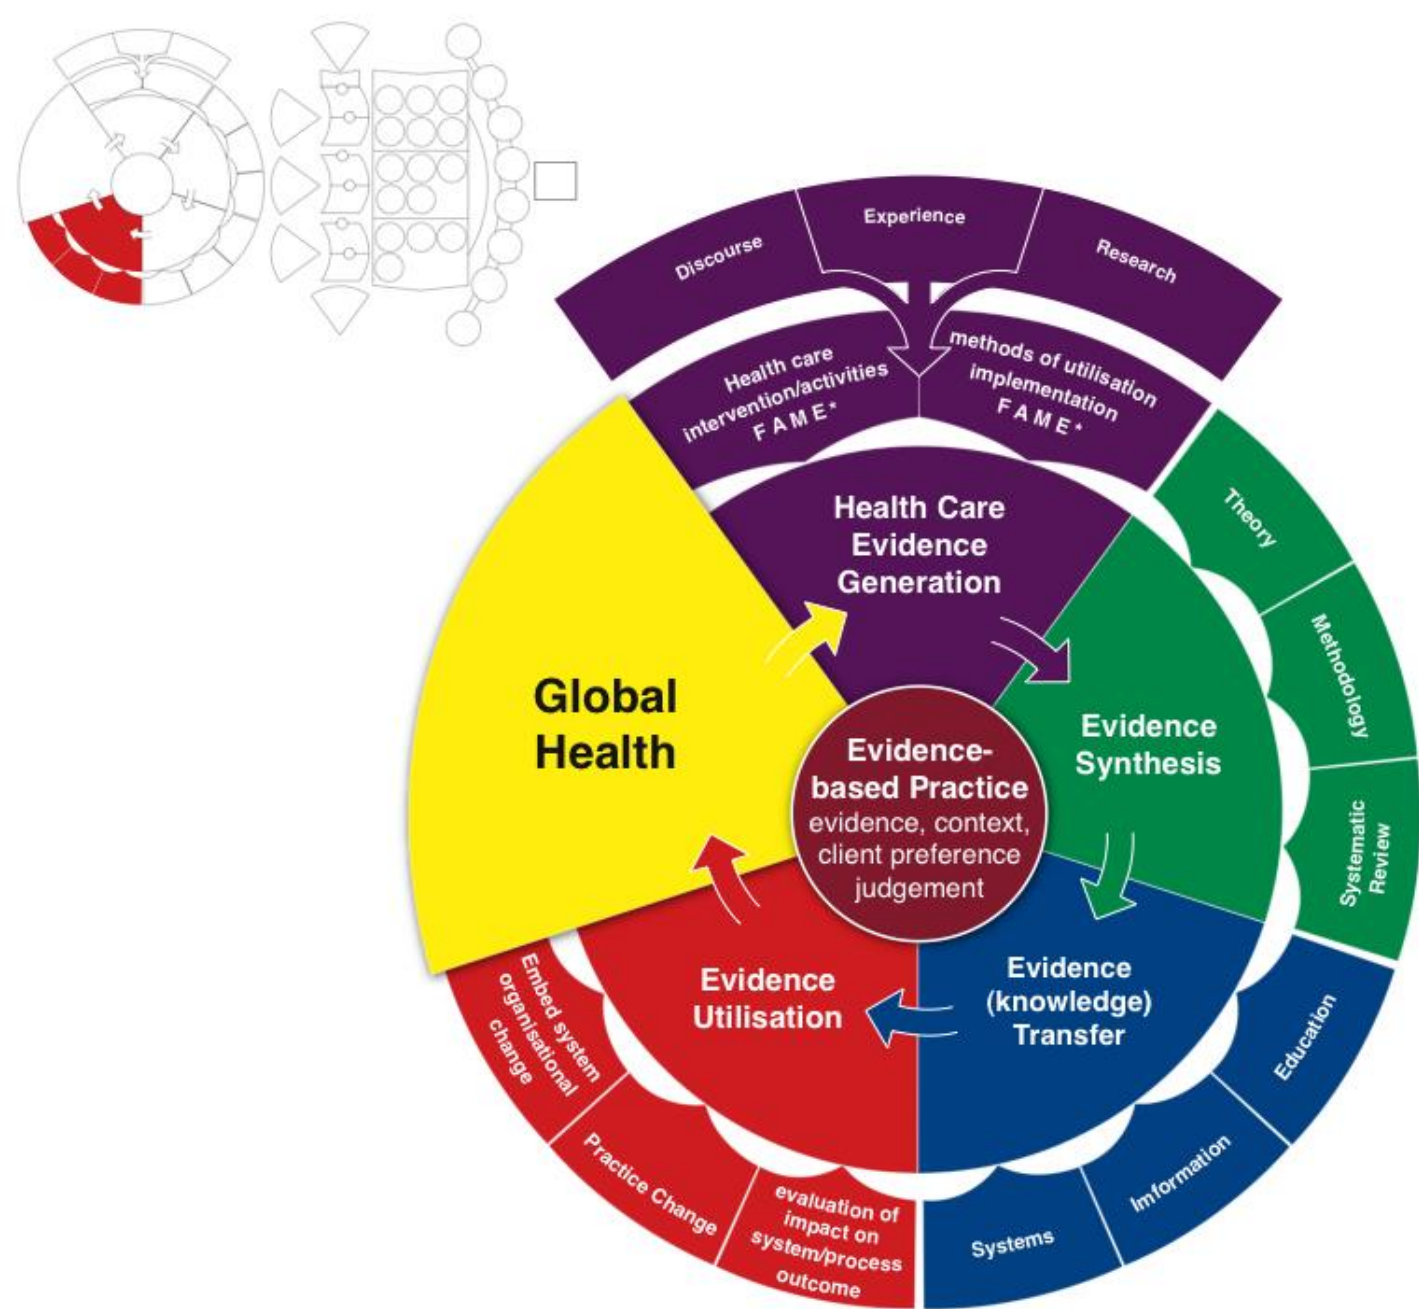 Discourse
Experience
Research
Health care
intervention/activities
F A M E*
methods of utilisation
implementation
F A M E*
Health Care
Evidence
Generation
Theory
Methodology
Systematic
Review
Evidence
Synthesis
Global
Health
Evidence-
based Practice
evidence, context,
client preference
judgement
Evidence
(knowledge)
Transfer
Education
Imformation
Systems
Evidence
Utilisation
Embed system
organisational
change
Practice Change
evaluation of
impact on
system/process
outcome